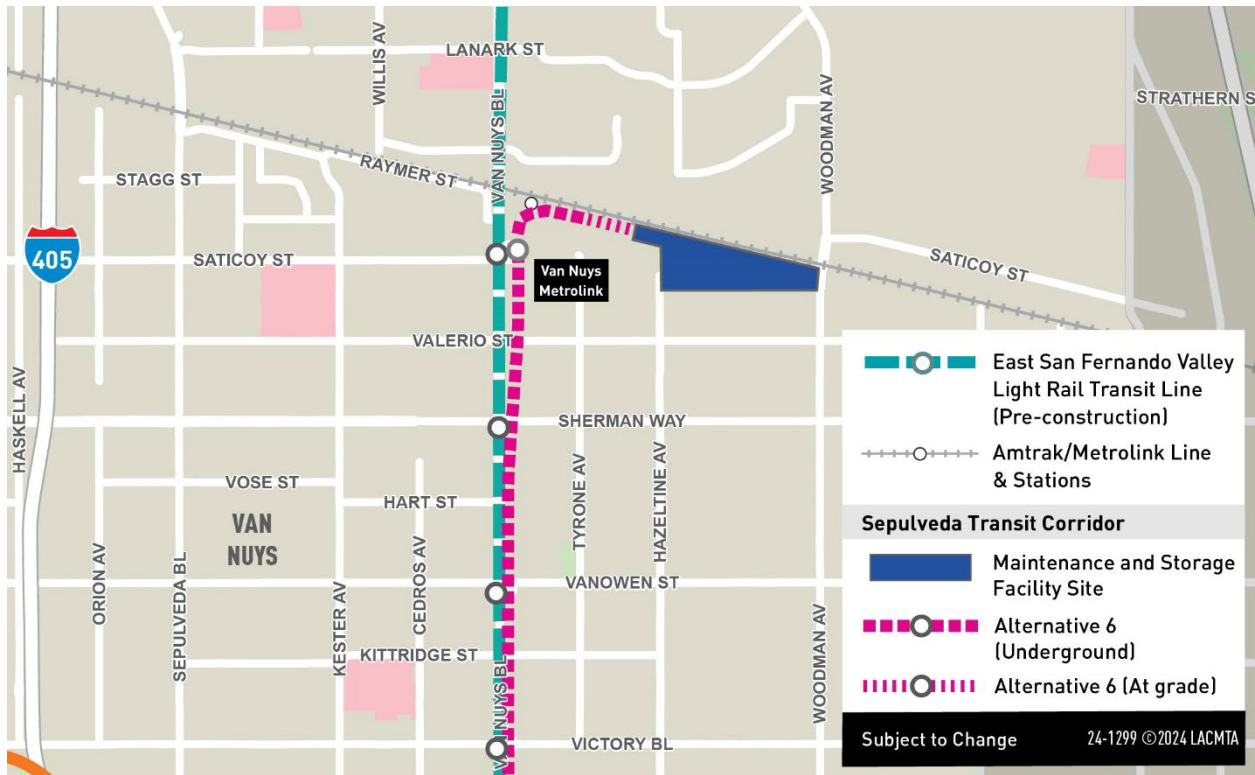 LANARK ST
WILLIS AV
VAN NUYS BL
WOODMAN AV
STRATHERN S
RAYMER ST
STAGG ST
405
SATICOY ST
Van Nuys
Metrolink
SATICOY ST
VALERIO ST
HASKELL AV
SHERMAN WAY
VOSE ST
HART ST
VAN
NUYS
ORION AV
SEPULVEDA BL
KESTER AV
CEDROS AV
TYRONE AV
HAZELTINE AV
VANOWEN ST
KITTRIDGE ST
VAN NUYS BL
WOODMAN AV
VICTORY BL
East San Fernando Valley
Light Rail Transit Line
(Pre-construction)
Amtrak/Metrolink Line
& Stations
Sepulveda Transit Corridor
Maintenance and Storage
Facility Site
Alternative 6
(Underground)
Alternative 6 (At grade)
Subject to Change 24-1299 ©2024 LACMTA